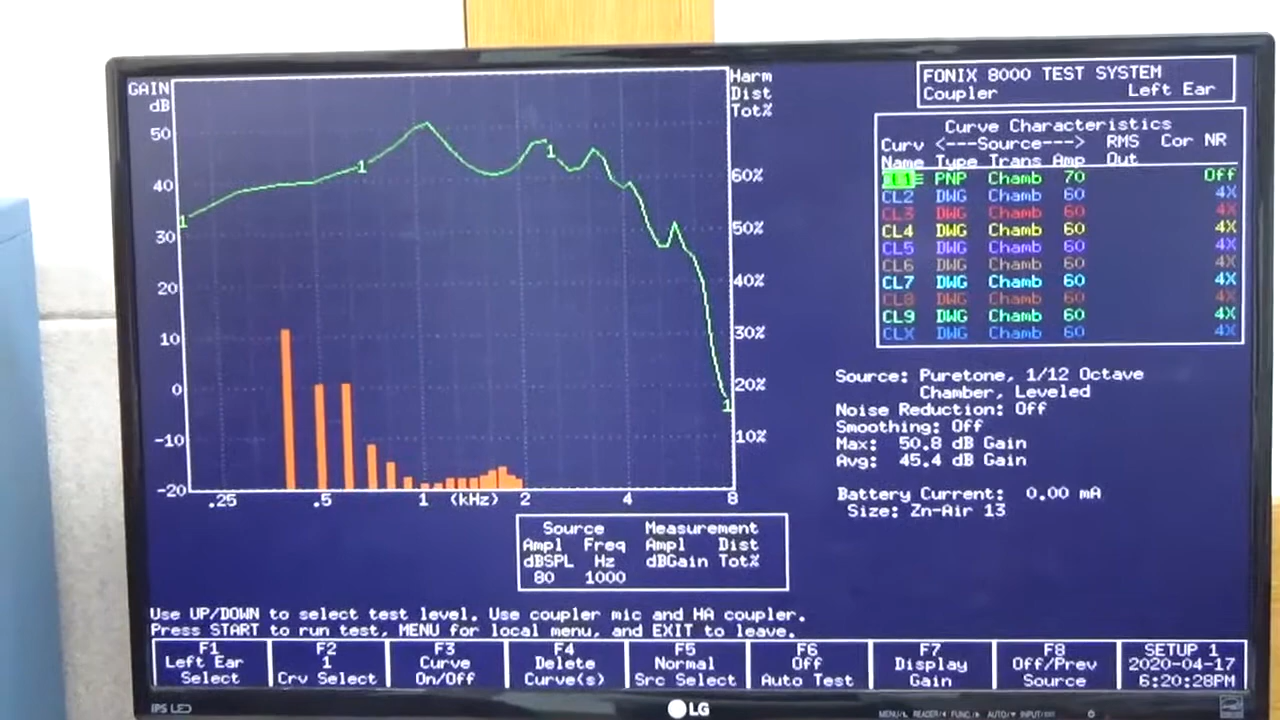 GAIN
dB
50
40
30
20
10
0
-10
-20
Harm
Dist
Tot%
60%
50%
40%
30%
20%
10%
1
1
1
1
.25 .5 1 (kHz) 2 4 8
FONIX 8000 TEST SYSTEM
Coupler Left Ear
Curve Characteristics
Curv <---Source---> RMS Cor NR
Name Type Trans Amp Out
CL1 PNP Chamb 70 Off
CL2 DWG Chamb 60 4X
CL3 DWG Chamb 60 4X
CL4 DWG Chamb 60 4X
CL5 DWG Chamb 60 4X
CL6 DWG Chamb 60 4X
CL7 DWG Chamb 60 4X
CL8 DWG Chamb 60 4X
CL9 DWG Chamb 60 4X
CLX DWG Chamb 60 4X
Source: Puretone, 1/12 Octave
Chamber, Leveled
Noise Reduction: Off
Smoothing: Off
Max: 50.8 dB Gain
Avg: 45.4 dB Gain
Battery Current: 0.00 mA
Size: Zn-Air 13
Source Measurement
Ampl Freq Ampl Dist
dBSPL Hz dBGain Tot%
80 1000
Use UP/DOWN to select test level. Use coupler mic and HA coupler.
Press START to run test, MENU for local menu, and EXIT to leave.
F1 F2 F3 F4 F5 F6 F7 F8 SETUP 1
Left Ear 1 Curve Delete Normal Off Display Off/Prev 2020-04-17
Select Crv Select On/Off Curve(s) Src Select Auto Test Gain Source 6:20:28PM
IPS LED
LG